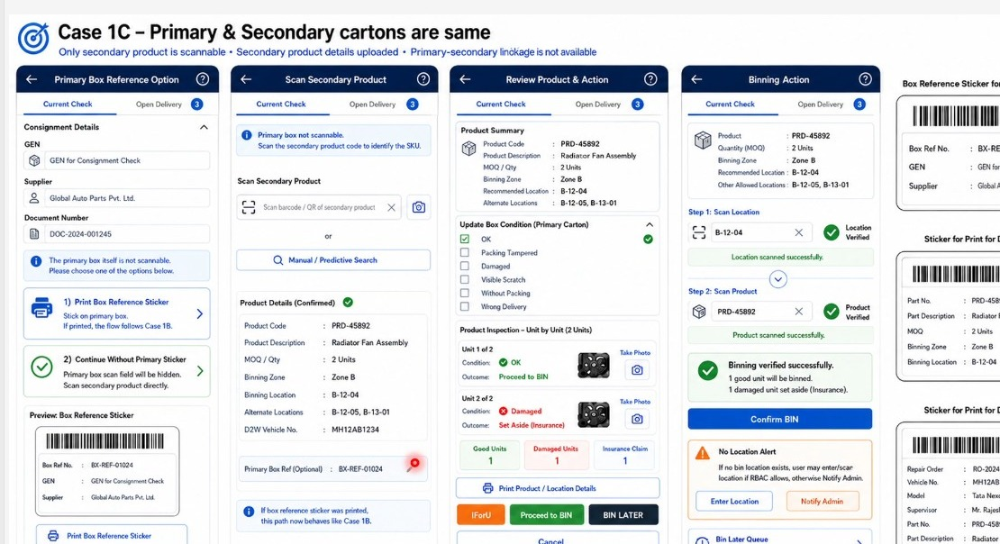 Case 1C – Primary & Secondary cartons are same
Only secondary product is scannable • Secondary product details uploaded • Primary-secondary linkage is not available
Primary Box Reference Option
Current Check
Open Delivery 3
Consignment Details
GEN
GEN for Consignment Check
Supplier
Global Auto Parts Pvt. Ltd.
Document Number
DOC-2024-001245
The primary box itself is not scannable.
Please choose one of the options below.
1) Print Box Reference Sticker
Stick on primary box.
If printed, the flow follows Case 1B.
2) Continue Without Primary Sticker
Primary box scan field will be hidden.
Scan secondary product directly.
Preview: Box Reference Sticker
Box Ref No. : BX-REF-01024
GEN : GEN for Consignment Check
Supplier : Global Auto Parts Pvt. Ltd.
Print Box Reference Sticker
Scan Secondary Product
Current Check
Open Delivery 3
Primary box not scannable.
Scan the secondary product code to identify the SKU.
Scan Secondary Product
Scan barcode / QR of secondary product
or
Manual / Predictive Search
Product Details (Confirmed)
Product Code : PRD-45892
Product Description : Radiator Fan Assembly
MOQ / Qty : 2 Units
Binning Zone : Zone B
Binning Location : B-12-04
Alternate Locations : B-12-05, B-13-01
D2W Vehicle No. : MH12AB1234
Primary Box Ref (Optional) : BX-REF-01024
If box reference sticker was printed,
this path now behaves like Case 1B.
Review Product & Action
Current Check
Open Delivery 3
Product Summary
Product Code : PRD-45892
Product Description : Radiator Fan Assembly
MOQ / Qty : 2 Units
Binning Zone : Zone B
Recommended Location : B-12-04
Alternate Locations : B-12-05, B-13-01
Update Box Condition (Primary Carton)
OK
Packing Tampered
Damaged
Visible Scratch
Without Packing
Wrong Delivery
Product Inspection – Unit by Unit (2 Units)
Unit 1 of 2
Condition: OK
Outcome: Proceed to BIN
Take Photo
Unit 2 of 2
Condition: Damaged
Outcome: Set Aside (Insurance)
Take Photo
Good Units
1
Damaged Units
1
Insurance Claim
1
Print Product / Location Details
IForU
Proceed to BIN
BIN LATER
Cancel
Binning Action
Current Check
Open Delivery 3
Product : PRD-45892
Quantity (MOQ) : 2 Units
Binning Zone : Zone B
Recommended Location : B-12-04
Other Allowed Locations : B-12-05, B-13-01
Step 1: Scan Location
B-12-04
Location
Verified
Location scanned successfully.
Step 2: Scan Product
PRD-45892
Product
Verified
Product scanned successfully.
Binning verified successfully.
1 good unit will be binned.
1 damaged unit set aside (Insurance).
Confirm BIN
No Location Alert
If no bin location exists, user may enter/scan
location if RBAC allows, otherwise Notify Admin.
Enter Location
Notify Admin
Bin Later Queue
Box Reference Sticker for
Box Ref No. : BX-RE
GEN : GEN for
Supplier : Global A
Sticker for Print for D
Part No. : PRD-458
Part Description : Radiator F
MOQ : 2 Units
Binning Zone : Zone B
Binning Location : B-12-04
Sticker for Print for D
Repair Order : RO-2024
Vehicle No. : MH12AB
Model : Tata Nexo
Supervisor : Mr. Rajes
Part No. : PRD-458
Part Description : Radiator